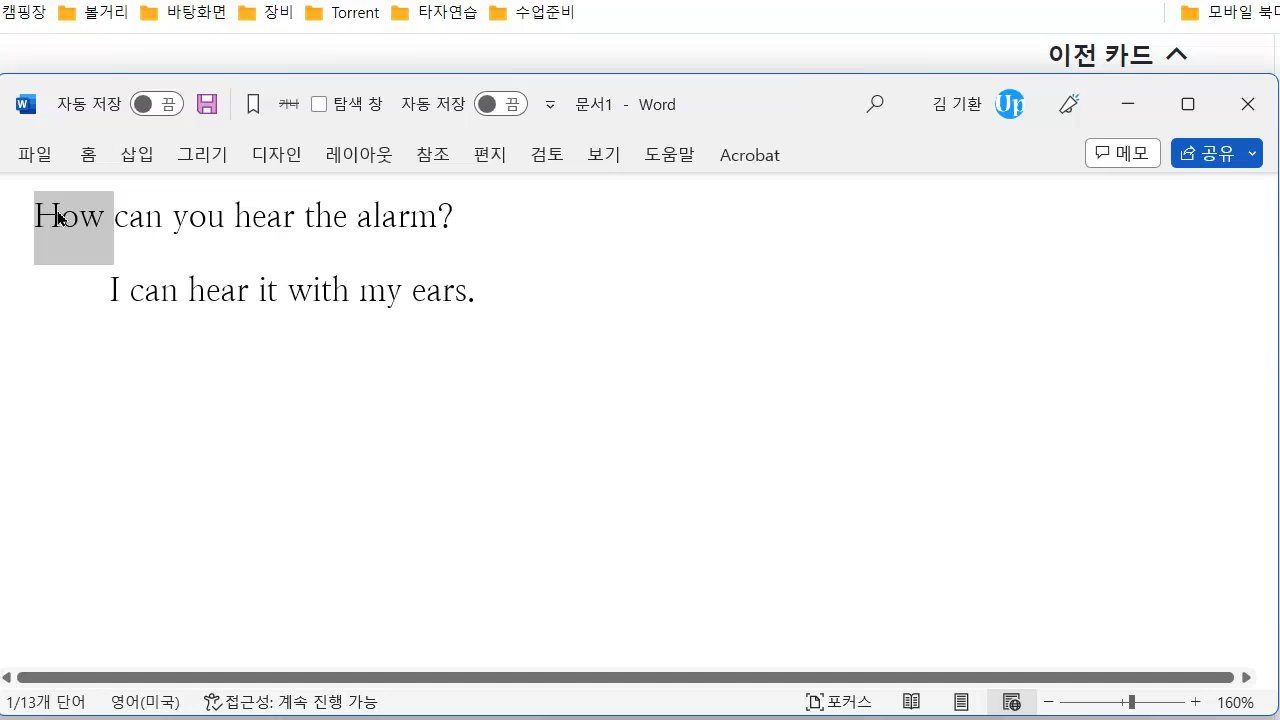 캠핑장 볼거리 바탕화면 장비 Torrent 타자연습 수업준비 모바일
이전 카드
자동 저장 끔 가나 탐색 창 자동 저장 끔 문서1 - Word 김 기환 Up
파일 홈 삽입 그리기 디자인 레이아웃 참조 편지 검토 보기 도움말 Acrobat 메모 공유
How can you hear the alarm?
I can hear it with my ears.
1/13개 단어 영어(미국) 접근성: 계속 진행 가능 포커스 160%